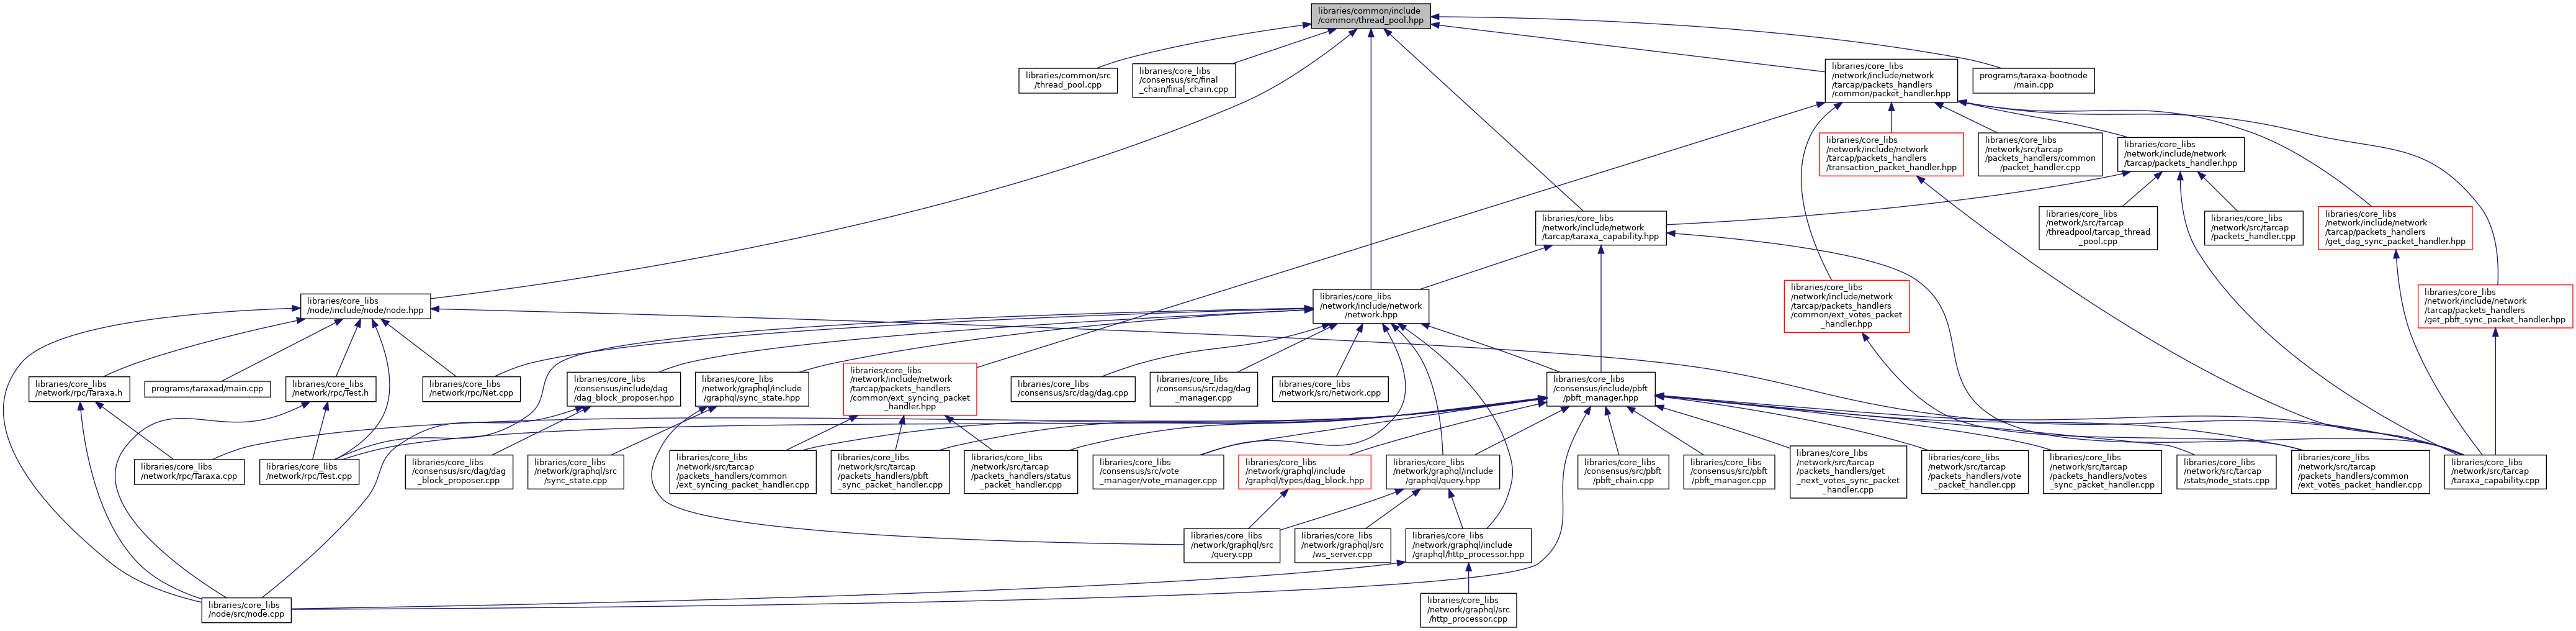 libraries/common/include
/common/thread_pool.hpp
libraries/common/src
/thread_pool.cpp
libraries/core_libs
/consensus/src/final
_chain/final_chain.cpp
libraries/core_libs
/network/include/network
/tarcap/packets_handlers
/common/packet_handler.hpp
programs/taraxa-bootnode
/main.cpp
libraries/core_libs
/network/include/network
/tarcap/packets_handlers
/transaction_packet_handler.hpp
libraries/core_libs
/network/src/tarcap
/packets_handlers/common
/packet_handler.cpp
libraries/core_libs
/network/include/network
/tarcap/packets_handler.hpp
libraries/core_libs
/network/include/network
/tarcap/taraxa_capability.hpp
libraries/core_libs
/network/src/tarcap
/threadpool/tarcap_thread
_pool.cpp
libraries/core_libs
/network/src/tarcap
/packets_handler.cpp
libraries/core_libs
/network/include/network
/tarcap/packets_handlers
/get_dag_sync_packet_handler.hpp
libraries/core_libs
/node/include/node/node.hpp
libraries/core_libs
/network/include/network
/network.hpp
libraries/core_libs
/network/include/network
/tarcap/packets_handlers
/common/ext_votes_packet
_handler.hpp
libraries/core_libs
/network/include/network
/tarcap/packets_handlers
/get_pbft_sync_packet_handler.hpp
libraries/core_libs
/network/rpc/Taraxa.h
programs/taraxad/main.cpp
libraries/core_libs
/network/rpc/Test.h
libraries/core_libs
/network/rpc/Net.cpp
libraries/core_libs
/consensus/include/dag
/dag_block_proposer.hpp
libraries/core_libs
/network/graphql/include
/graphql/sync_state.hpp
libraries/core_libs
/network/include/network
/tarcap/packets_handlers
/common/ext_syncing_packet
_handler.hpp
libraries/core_libs
/consensus/src/dag/dag.cpp
libraries/core_libs
/consensus/src/dag/dag
_manager.cpp
libraries/core_libs
/network/src/network.cpp
libraries/core_libs
/consensus/include/pbft
/pbft_manager.hpp
libraries/core_libs
/network/rpc/Taraxa.cpp
libraries/core_libs
/network/rpc/Test.cpp
libraries/core_libs
/consensus/src/dag/dag
_block_proposer.cpp
libraries/core_libs
/network/graphql/src
/sync_state.cpp
libraries/core_libs
/network/src/tarcap
/packets_handlers/common
/ext_syncing_packet_handler.cpp
libraries/core_libs
/network/src/tarcap
/packets_handlers/pbft
_sync_packet_handler.cpp
libraries/core_libs
/network/src/tarcap
/packets_handlers/status
_packet_handler.cpp
libraries/core_libs
/consensus/src/vote
_manager/vote_manager.cpp
libraries/core_libs
/network/graphql/include
/graphql/types/dag_block.hpp
libraries/core_libs
/network/graphql/include
/graphql/query.hpp
libraries/core_libs
/consensus/src/pbft
/pbft_chain.cpp
libraries/core_libs
/consensus/src/pbft
/pbft_manager.cpp
libraries/core_libs
/network/src/tarcap
/packets_handlers/get
_next_votes_sync_packet
_handler.cpp
libraries/core_libs
/network/src/tarcap
/packets_handlers/vote
_packet_handler.cpp
libraries/core_libs
/network/src/tarcap
/packets_handlers/votes
_sync_packet_handler.cpp
libraries/core_libs
/network/src/tarcap
/stats/node_stats.cpp
libraries/core_libs
/network/src/tarcap
/packets_handlers/common
/ext_votes_packet_handler.cpp
libraries/core_libs
/network/src/tarcap
/taraxa_capability.cpp
libraries/core_libs
/network/graphql/src
/query.cpp
libraries/core_libs
/network/graphql/src
/ws_server.cpp
libraries/core_libs
/network/graphql/include
/graphql/http_processor.hpp
libraries/core_libs
/node/src/node.cpp
libraries/core_libs
/network/graphql/src
/http_processor.cpp